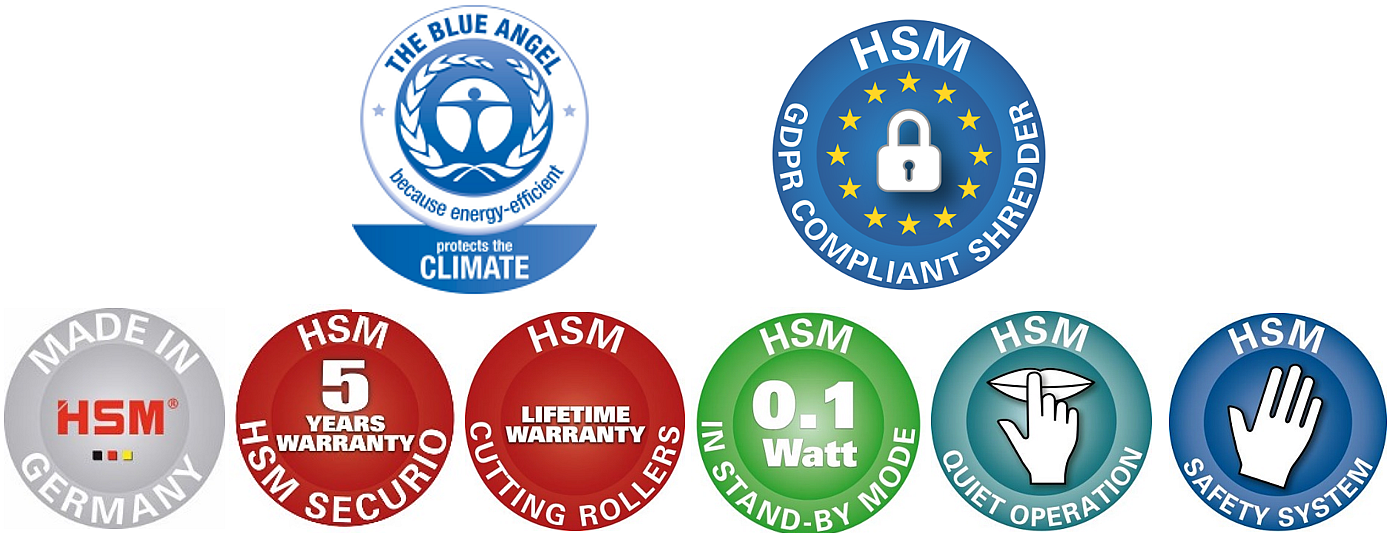 THE BLUE ANGEL
because energy-efficient
protects the
CLIMATE
HSM
GDPR COMPLIANT SHREDDER
MADE IN
HSM®
GERMANY
HSM
5
YEARS
WARRANTY
HSM SECURIO
HSM
LIFETIME
WARRANTY
CUTTING ROLLERS
HSM
0.1
Watt
IN STAND-BY MODE
HSM
QUIET OPERATION
HSM
SAFETY SYSTEM